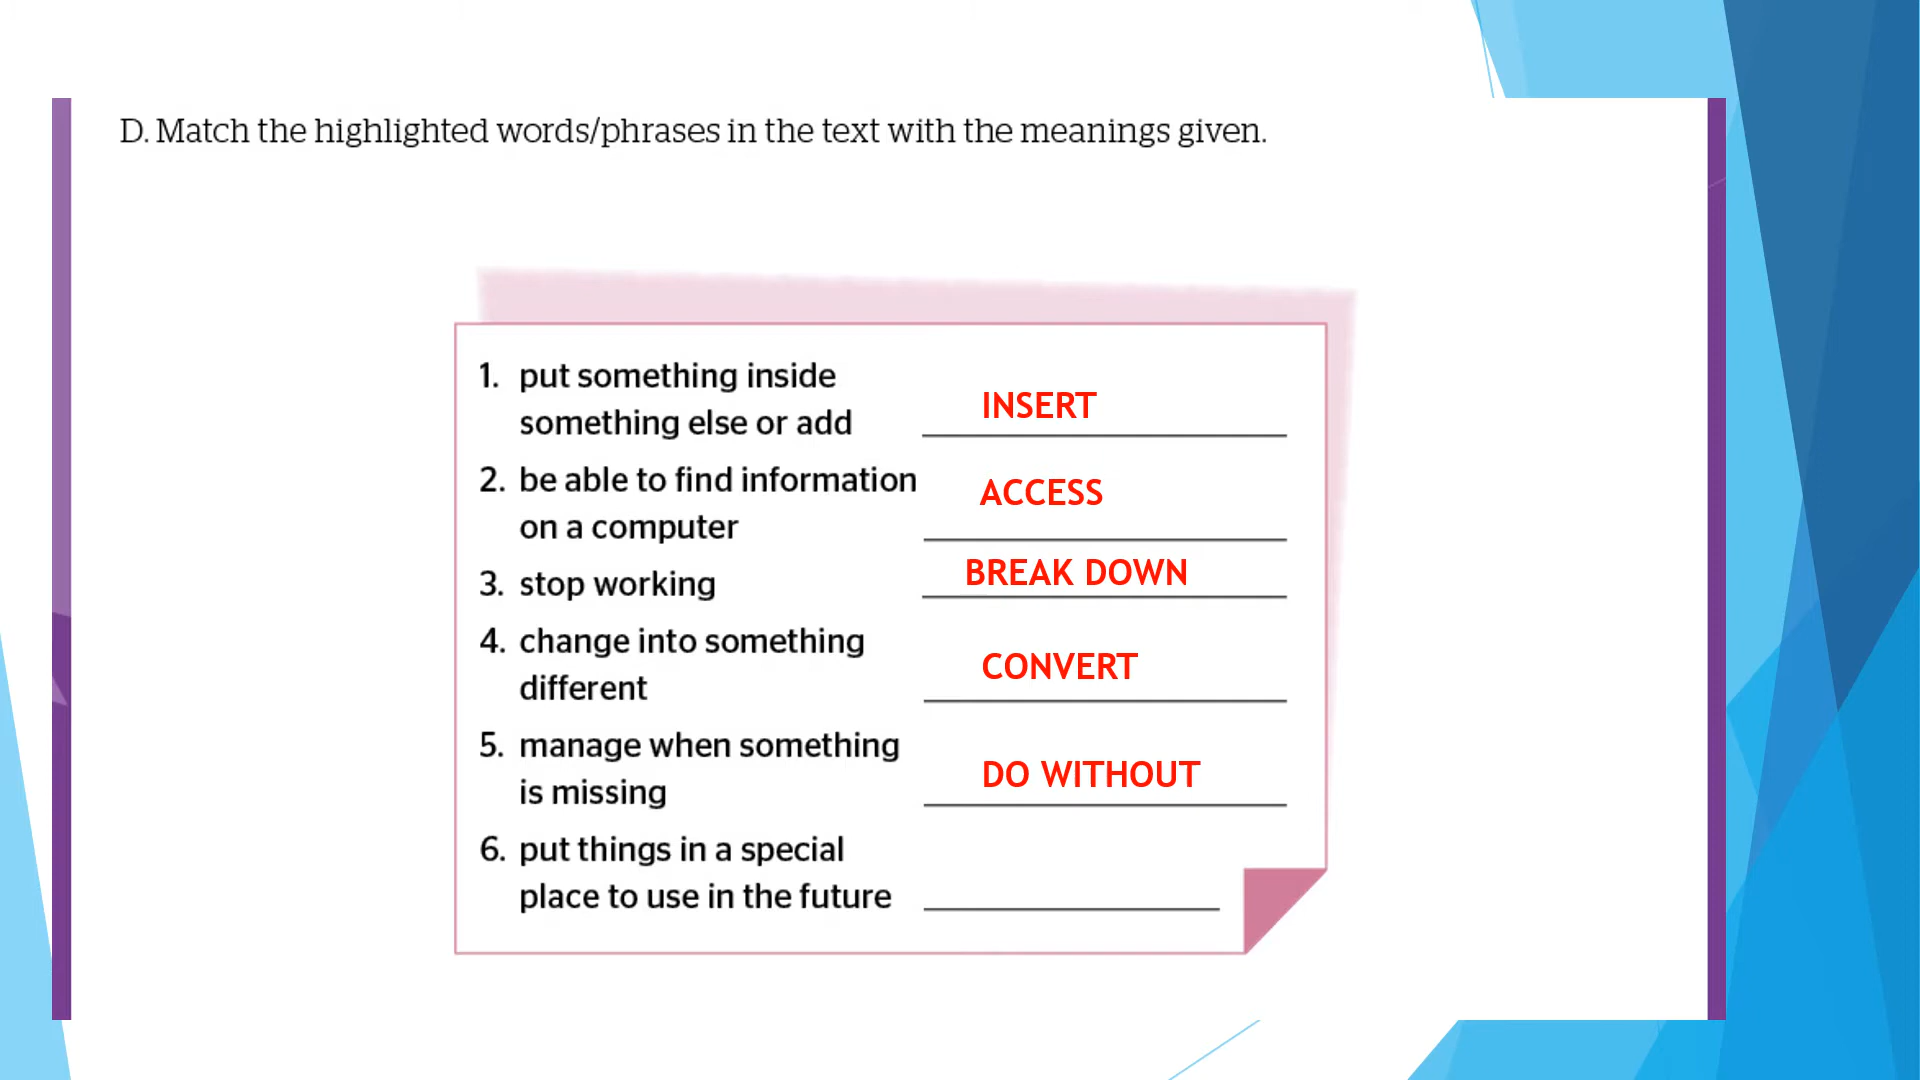 D. Match the highlighted words/phrases in the text with the meanings given.
1. put something inside
something else or add
INSERT
2. be able to find information
on a computer
ACCESS
3. stop working
BREAK DOWN
4. change into something
different
CONVERT
5. manage when something
is missing
DO WITHOUT
6. put things in a special
place to use in the future